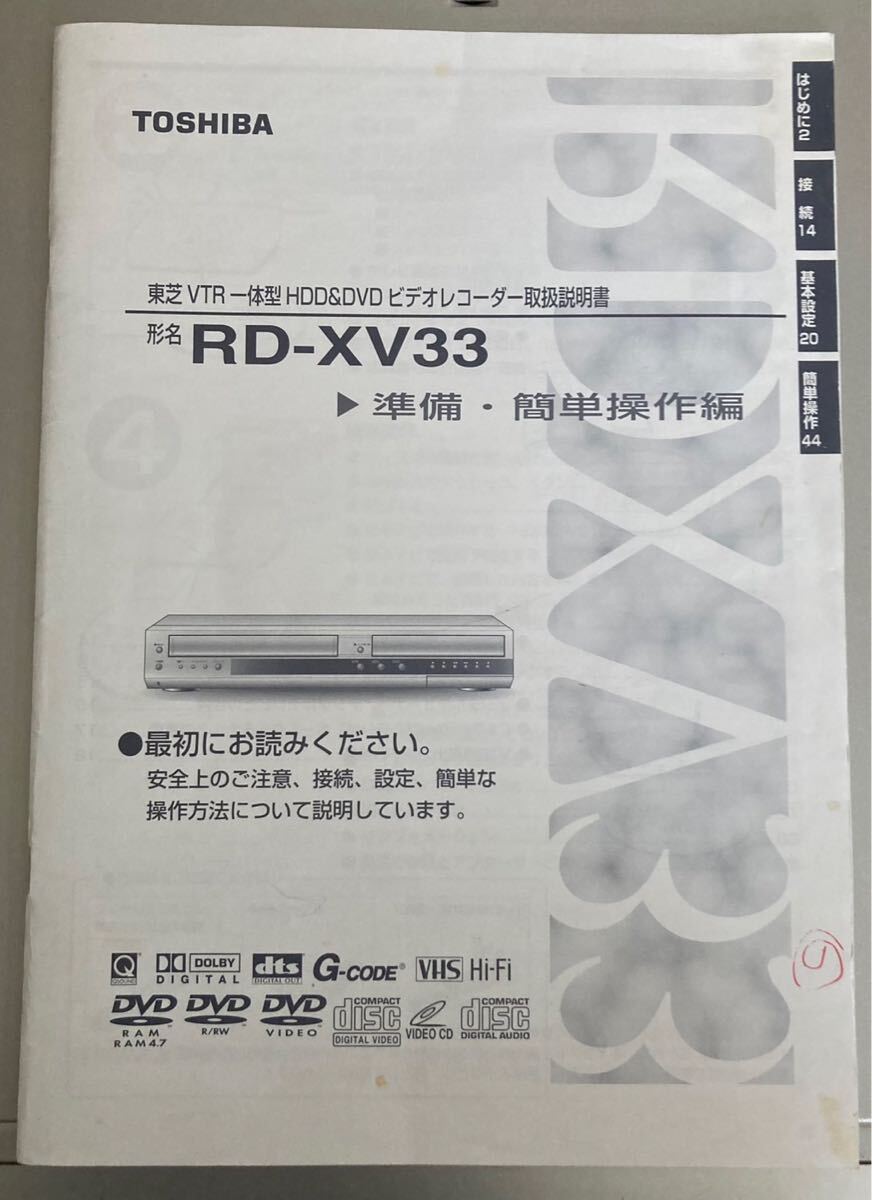 TOSHIBA
東芝 VTR 一体型 HDD&DVD ビデオレコーダー取扱説明書
形名 RD-XV33
▶ 準備・簡単操作編
●最初にお読みください。
安全上のご注意、接続、設定、簡単な
操作方法について説明しています。
はじめに 2
接続 14
基本設定 20
簡単操作 44
RDXV33
Q QSOUND DOLBY DIGITAL dts DIGITAL OUT G-CODE® VHS Hi-Fi
DVD RAM RAM4.7 DVD R/RW DVD VIDEO COMPACT disc DIGITAL VIDEO VIDEO CD COMPACT disc DIGITAL AUDIO